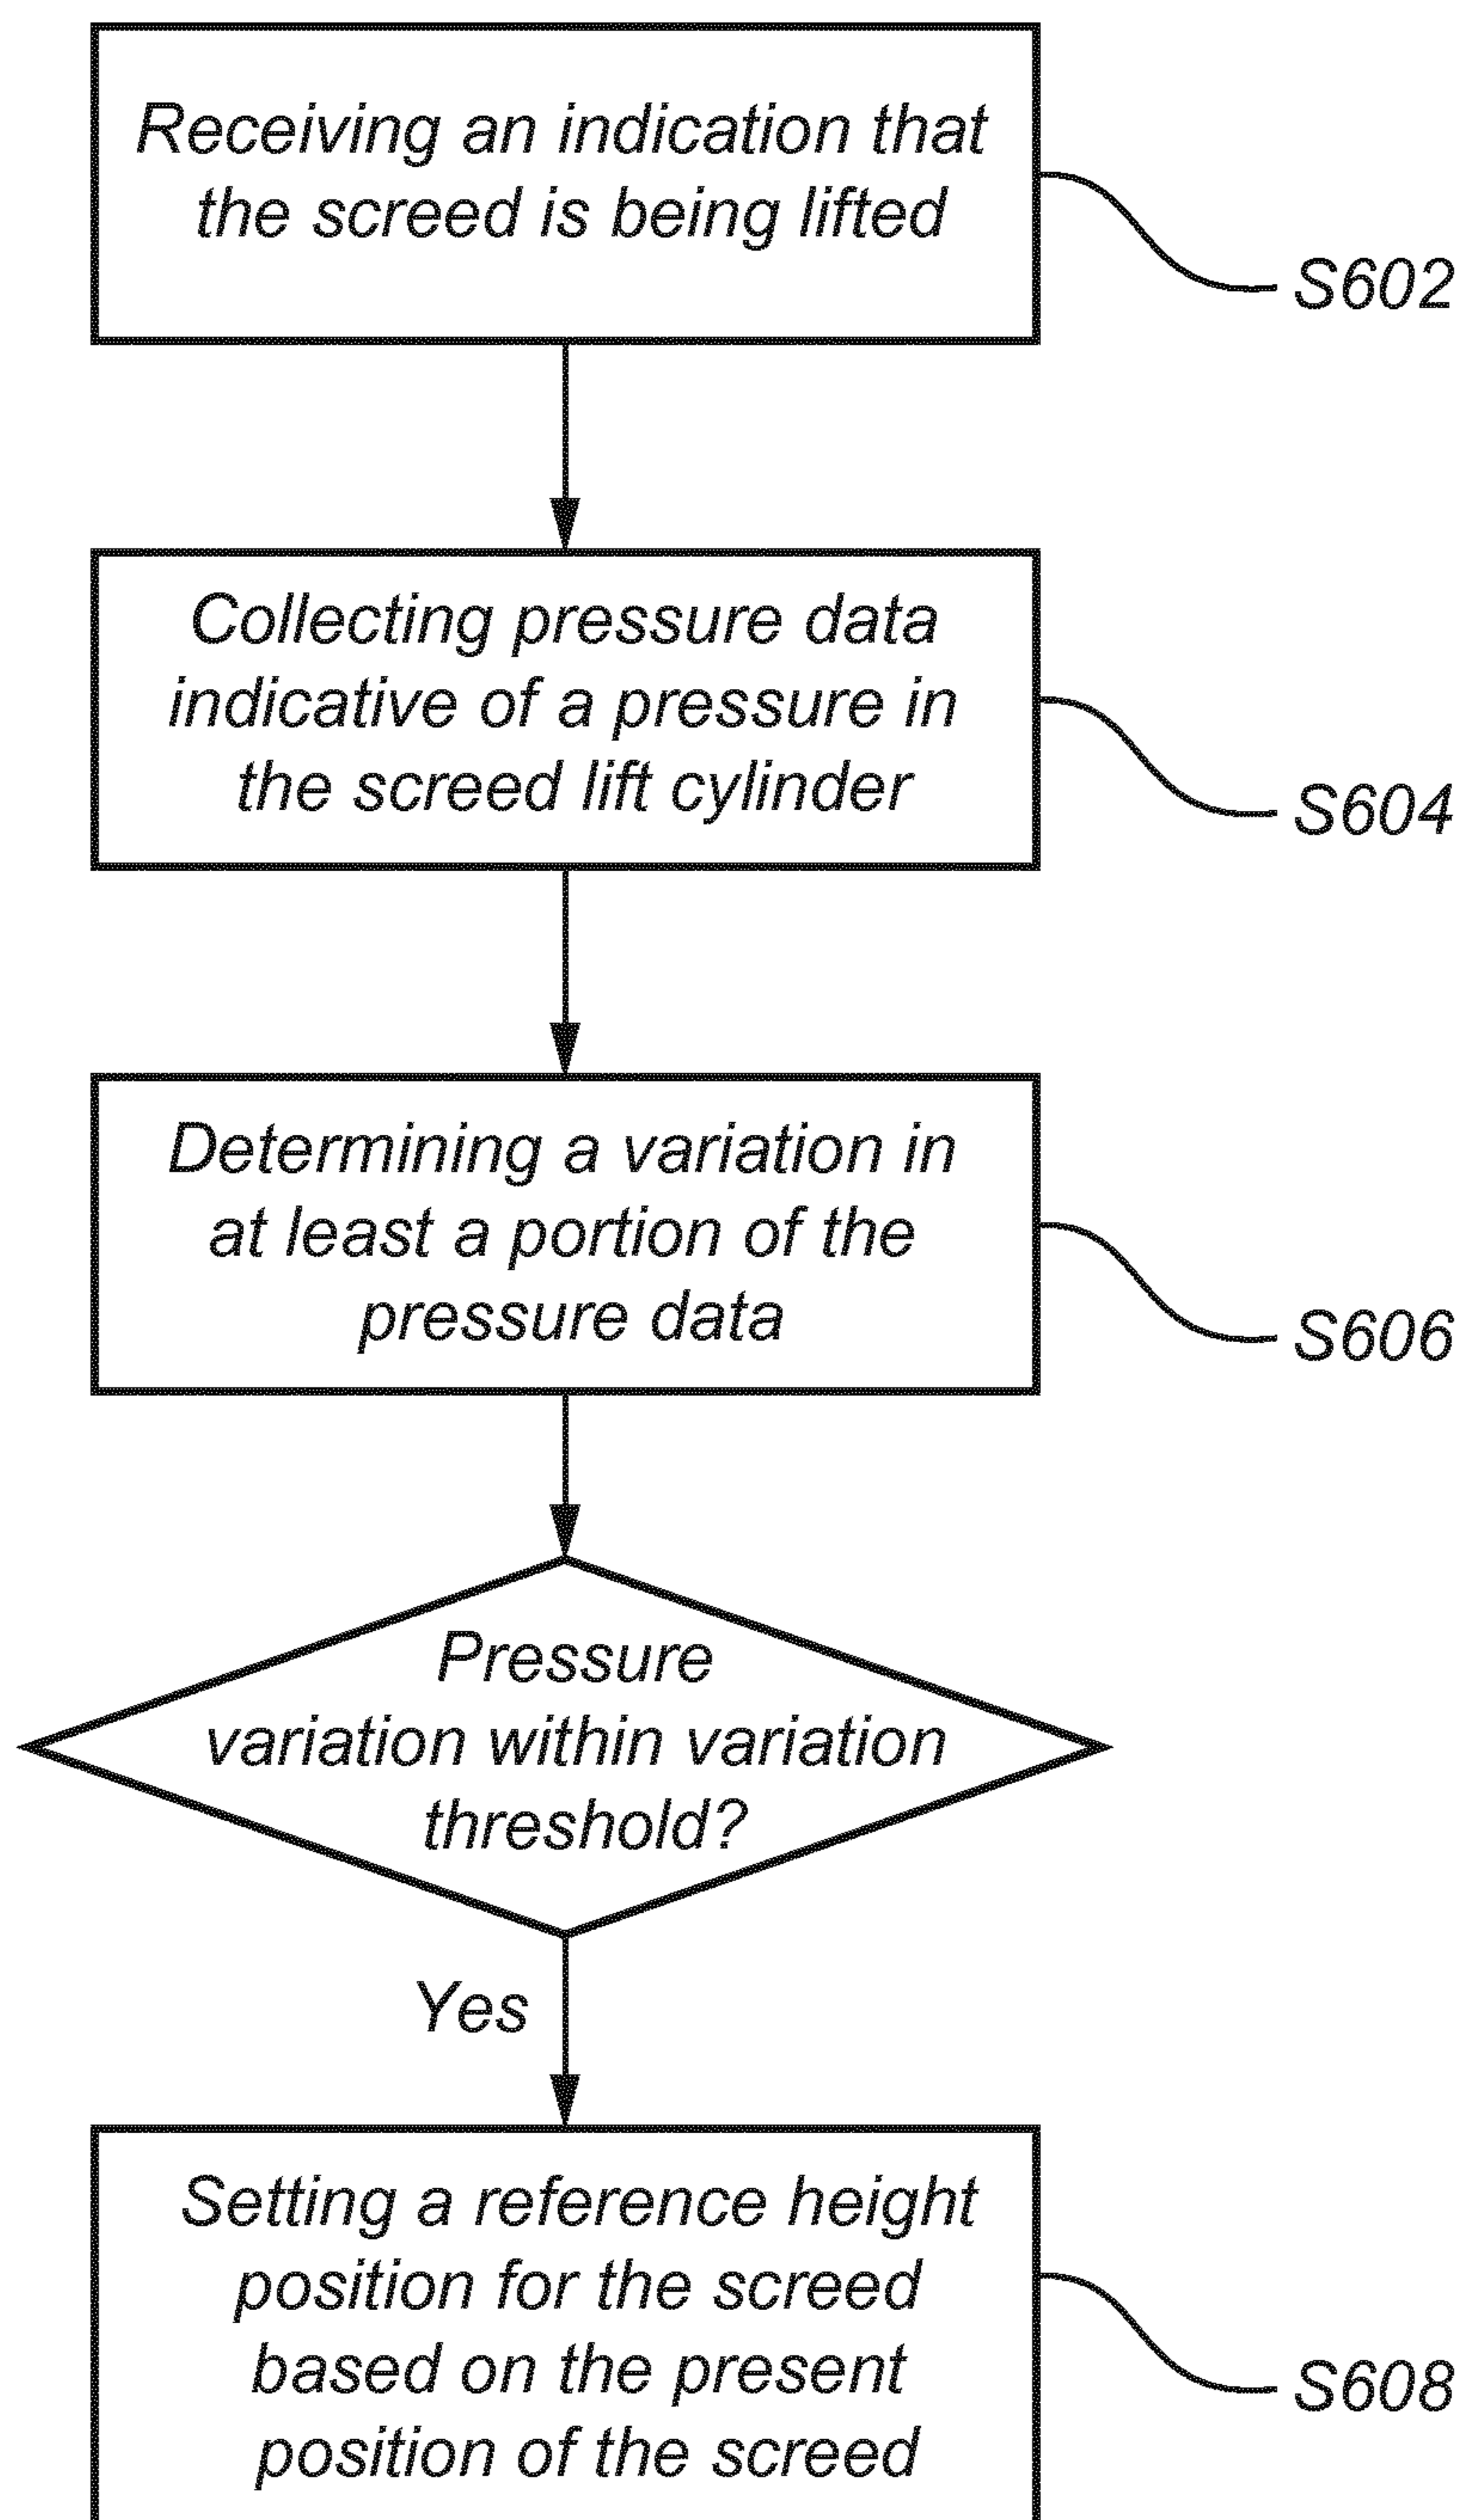 Receiving an indication that
the screed is being lifted
S602
Collecting pressure data
indicative of a pressure in
the screed lift cylinder
S604
Determining a variation in
at least a portion of the
pressure data
S606
Pressure
variation within variation
threshold?
Yes
Setting a reference height
position for the screed
based on the present
position of the screed
S608